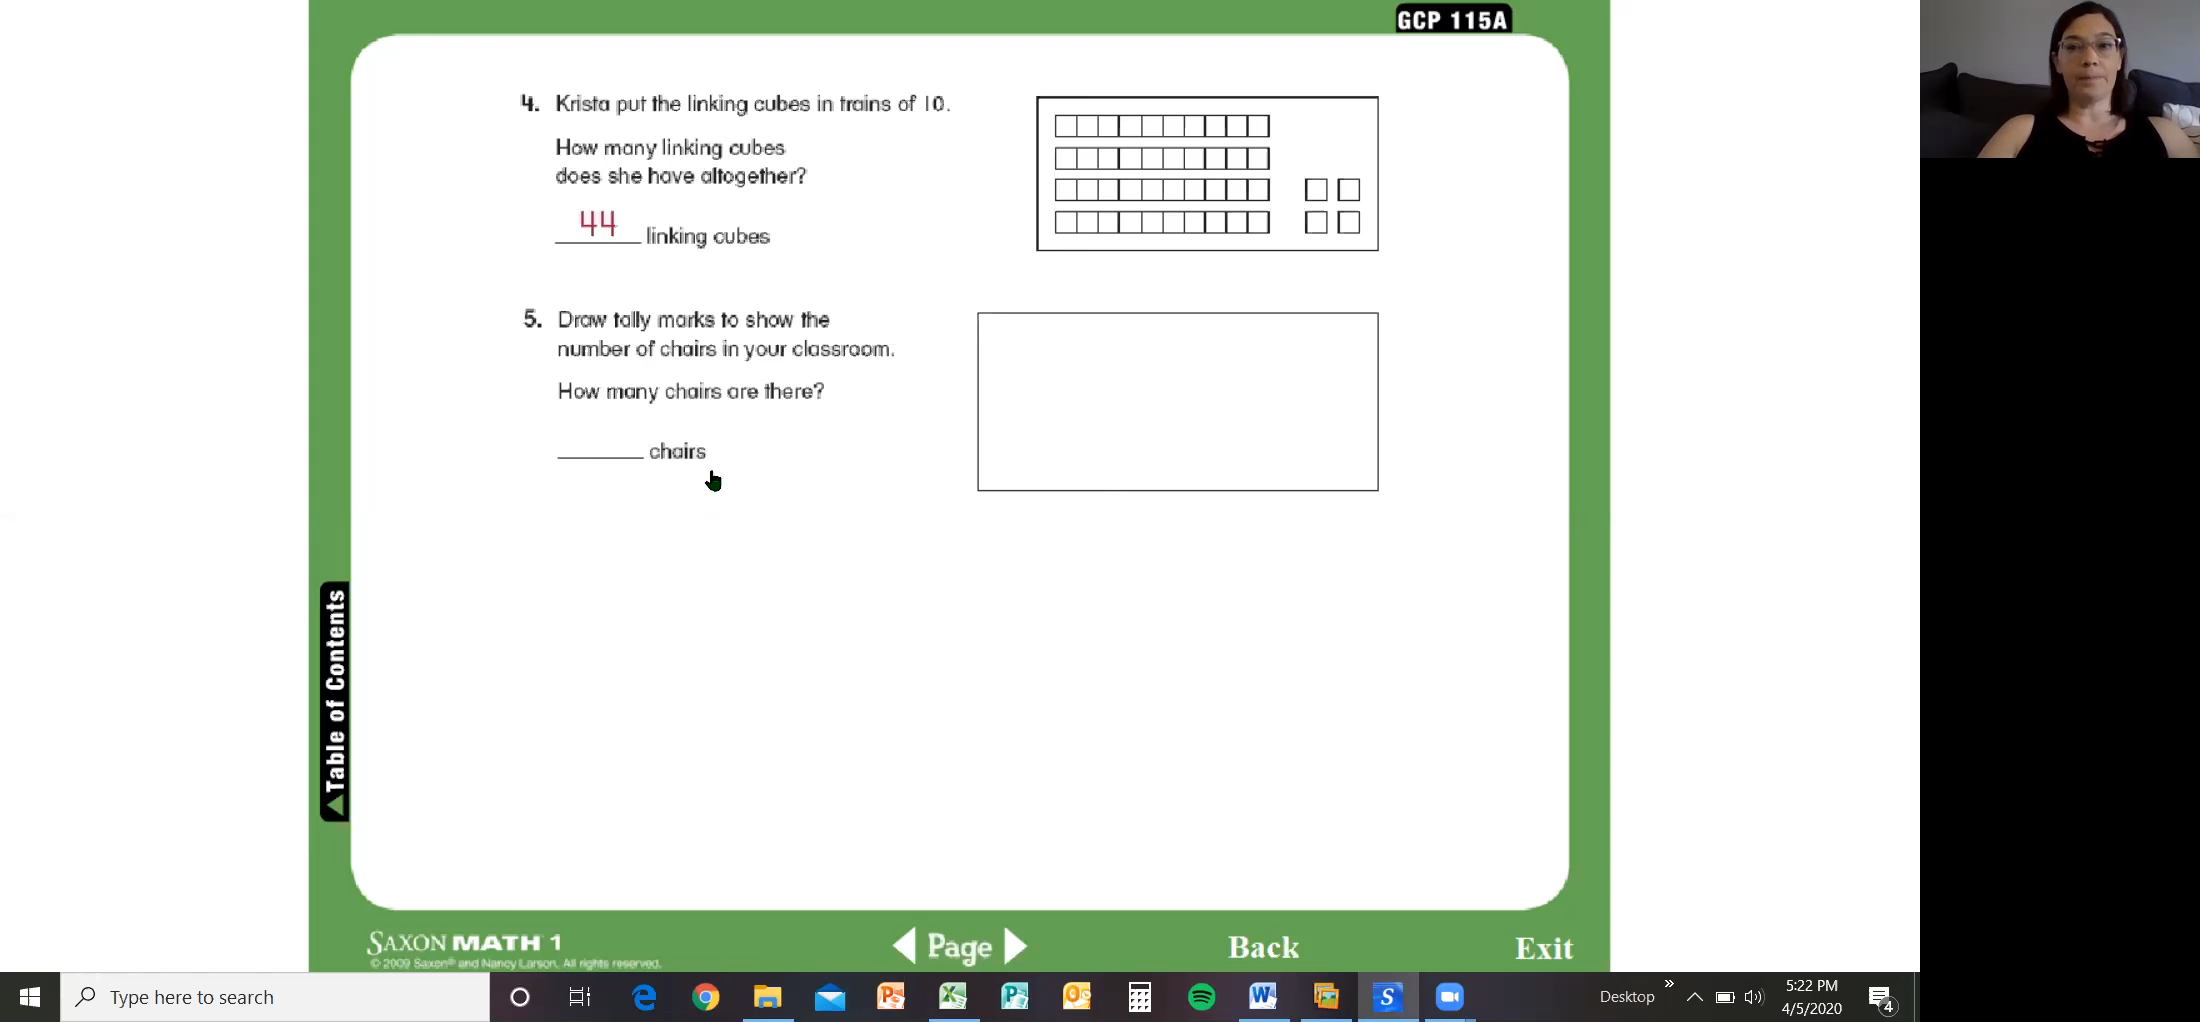 GCP 115A
4. Krista put the linking cubes in trains of 10.
How many linking cubes
does she have altogether?
44 linking cubes
5. Draw tally marks to show the
number of chairs in your classroom.
How many chairs are there?
______ chairs
Table of Contents
SAXON MATH 1
© 2009 Saxon® and Nancy Larson. All rights reserved.
Page
Back
Exit
Type here to search
Desktop
5:22 PM
4/5/2020
4